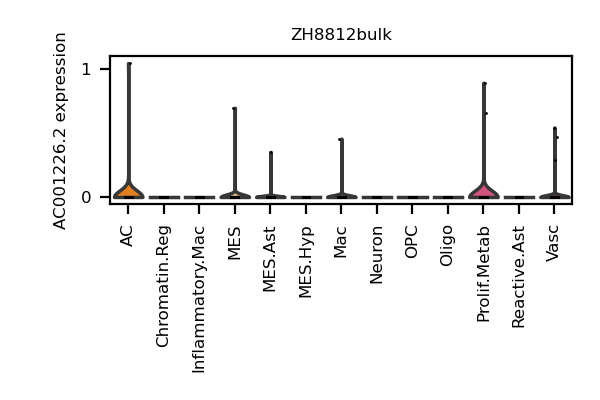 ZH8812bulk
AC001226.2 expression
1
0
AC
Chromatin.Reg
Inflammatory.Mac
MES
MES.Ast
MES.Hyp
Mac
Neuron
OPC
Oligo
Prolif.Metab
Reactive.Ast
Vasc